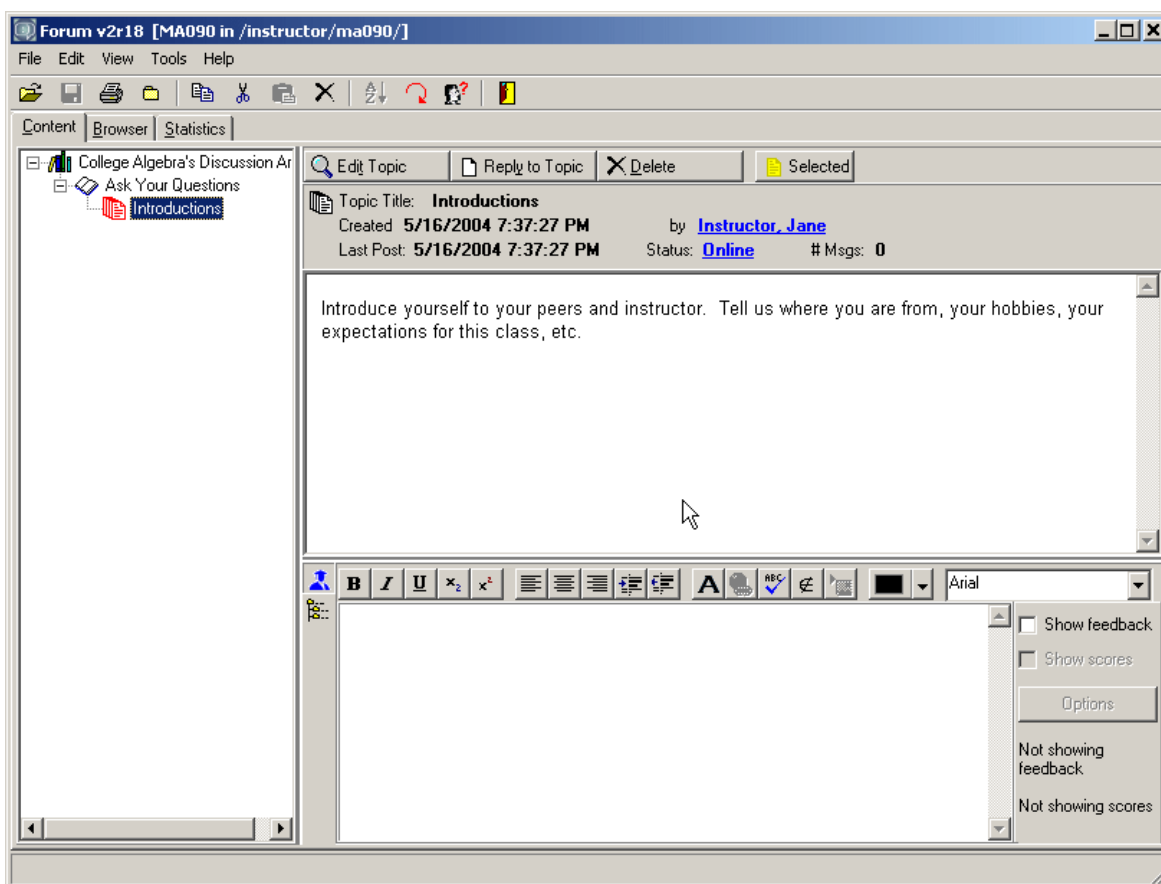 Forum v2r18 [MA090 in /instructor/ma090/]
File Edit View Tools Help
Content Browser Statistics
College Algebra's Discussion Ar
Ask Your Questions
Introductions
Edit Topic Reply to Topic Delete Selected
Topic Title: Introductions
Created 5/16/2004 7:37:27 PM by Instructor, Jane
Last Post: 5/16/2004 7:37:27 PM Status: Online # Msgs: 0
Introduce yourself to your peers and instructor. Tell us where you are from, your hobbies, your
expectations for this class, etc.
B I U x₂ x² A ABC Arial
Show feedback
Show scores
Options
Not showing
feedback
Not showing scores